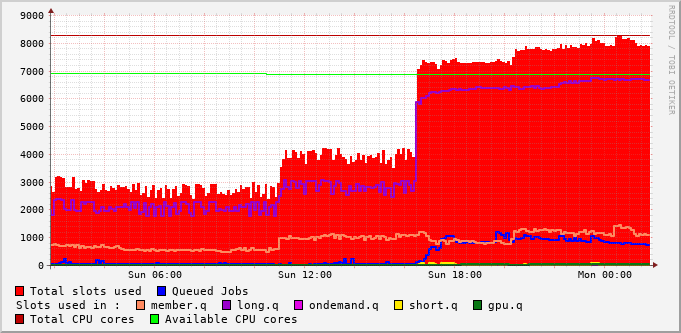 RRDTOOL / TOBI OETIKER
9000
8000
7000
6000
5000
4000
3000
2000
1000
0
Sun 06:00 Sun 12:00 Sun 18:00 Mon 00:00
Total slots used Queued Jobs
Slots used in : member.q long.q ondemand.q short.q gpu.q
Total CPU cores Available CPU cores